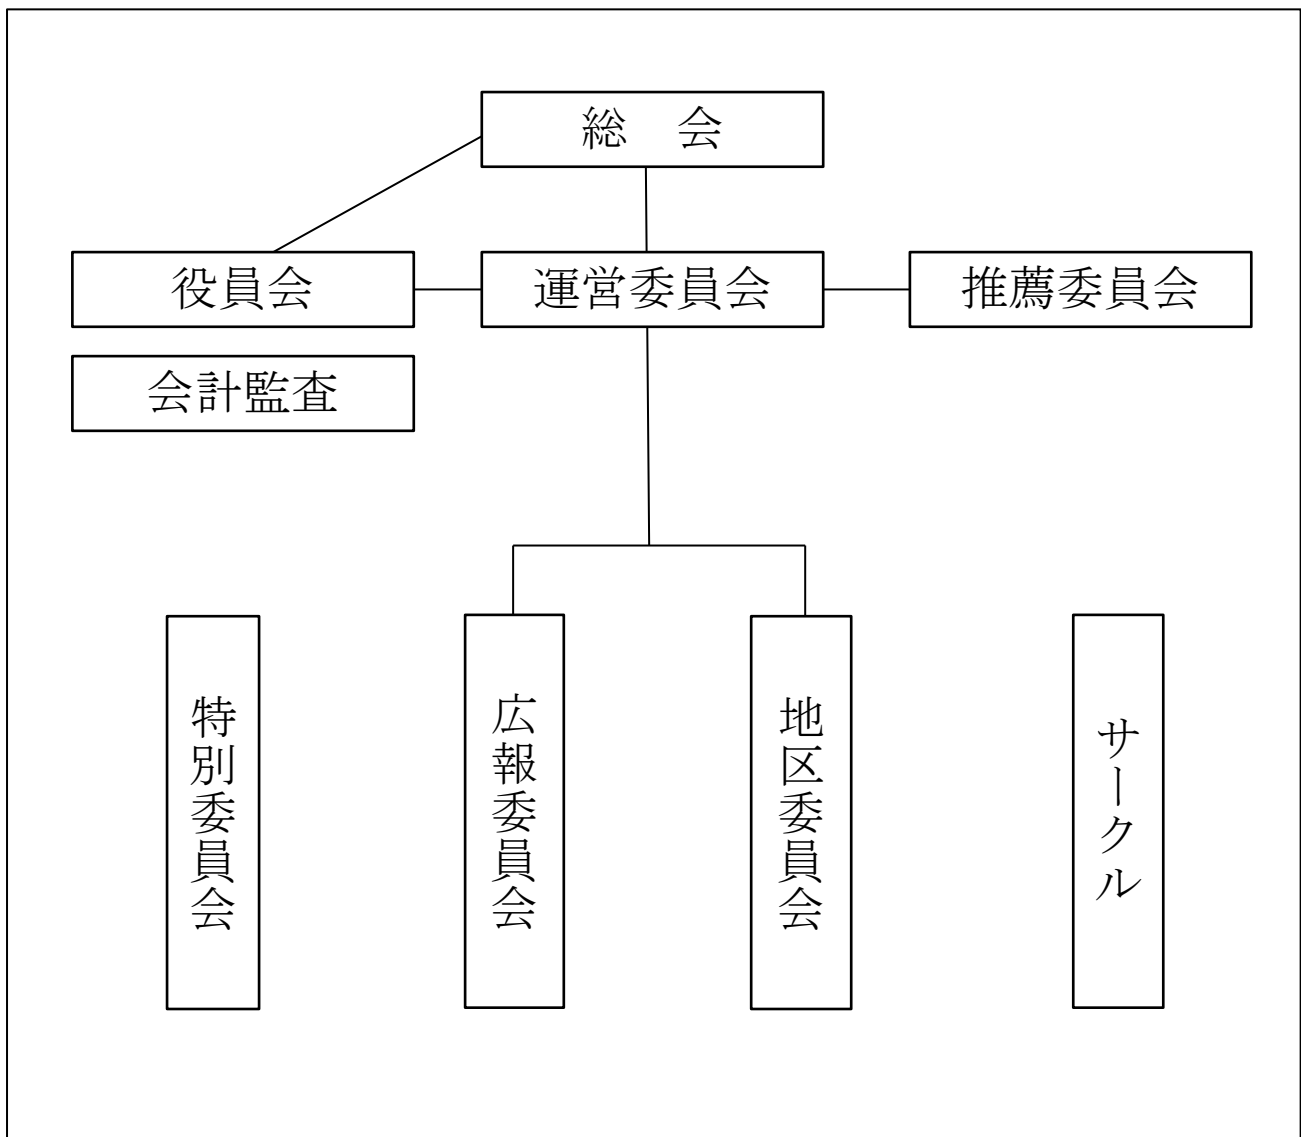 総　会
役員会
運営委員会
推薦委員会
会計監査
特別委員会
広報委員会
地区委員会
サークル